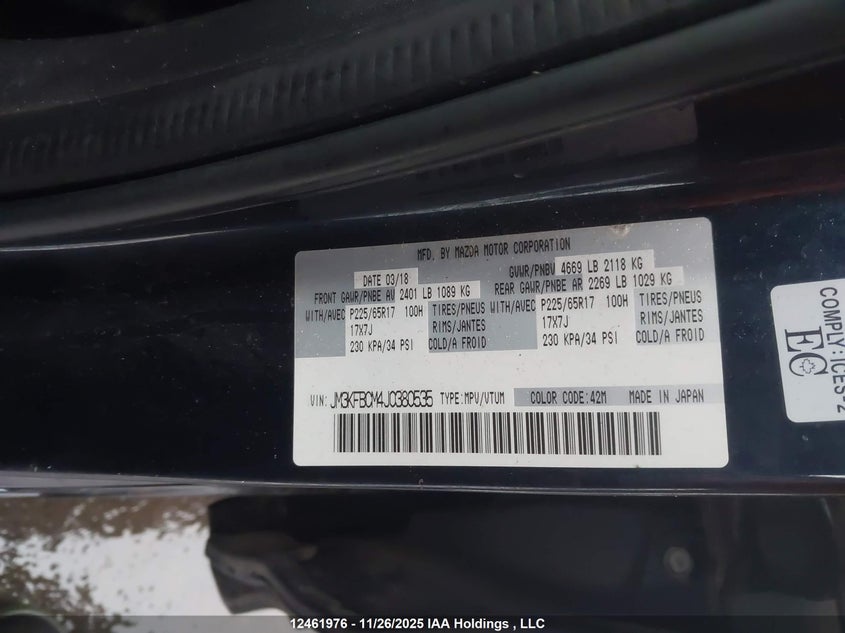 MFD. BY MAZDA MOTOR CORPORATION
DATE 03/18 GVWR/PNBV 4669 LB 2118 KG
FRONT GAWR/PNBE AV 2401 LB 1089 KG REAR GAWR/PNBE AR 2269 LB 1029 KG
WITH/AVEC P225/65R17 100H TIRES/PNEUS WITH/AVEC P225/65R17 100H TIRES/PNEUS
17X7J RIMS/JANTES 17X7J RIMS/JANTES
230 KPA/34 PSI COLD/A FROID 230 KPA/34 PSI COLD/A FROID
VIN: JM3KFBCM4J0380535 TYPE:MPV/VTUM COLOR CODE:42M MADE IN JAPAN
EC
COMPLY:ICES-2
12461976 - 11/26/2025 IAA Holdings , LLC